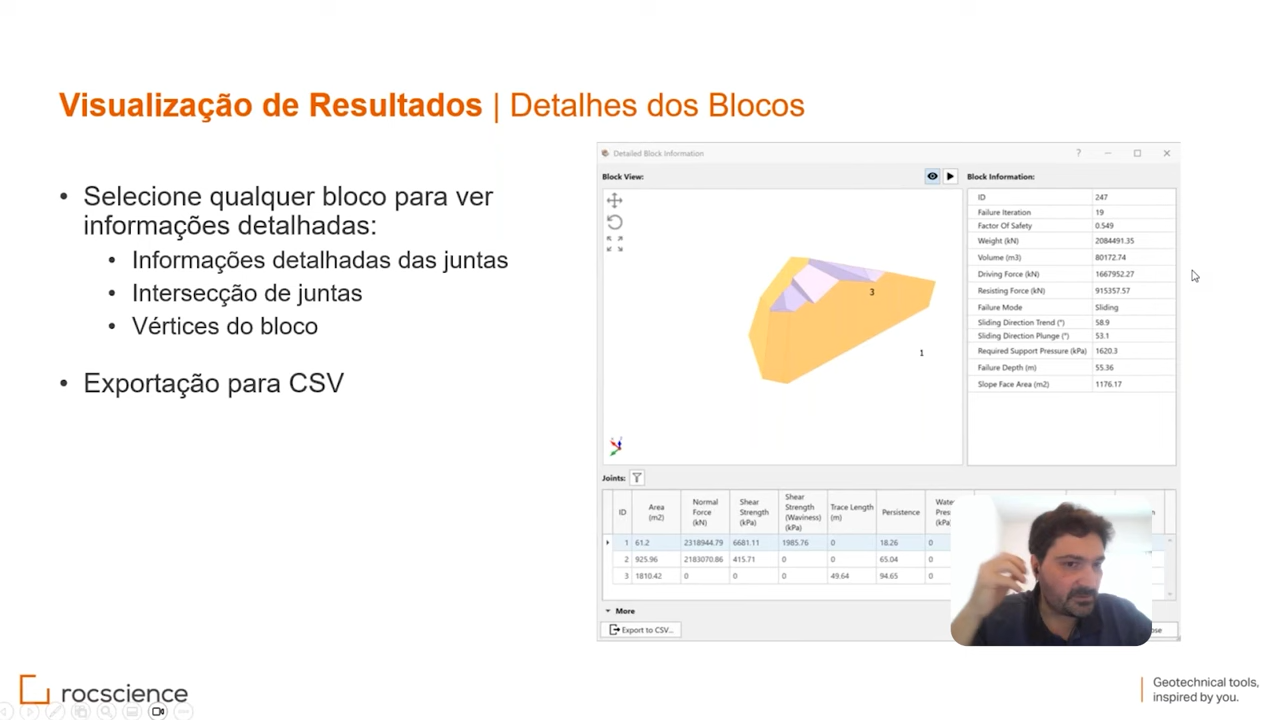 Visualização de Resultados | Detalhes dos Blocos
• Selecione qualquer bloco para ver
informações detalhadas:
• Informações detalhadas das juntas
• Intersecção de juntas
• Vértices do bloco
• Exportação para CSV
Detailed Block Information
Block View:
3
1
Block Information:
ID 247
Failure Iteration 19
Factor Of Safety 0.549
Weight (kN) 2084491.35
Volume (m3) 80172.74
Driving Force (kN) 1667952.27
Resisting Force (kN) 915357.57
Failure Mode Sliding
Sliding Direction Trend (°) 58.9
Sliding Direction Plunge (°) 53.1
Required Support Pressure (kPa) 1620.3
Failure Depth (m) 55.36
Slope Face Area (m2) 1176.17
Joints:
ID Area (m2) Normal Force (kN) Shear Strength (kPa) Shear Strength (Waviness) (kPa) Trace Length (m) Persistence
1 61.2 2318944.79 6681.11 1985.76 0 18.26 0
2 925.96 2183070.86 415.71 0 0 65.04 0
3 1810.42 0 0 0 49.64 94.65 0
More
Export to CSV...
rocscience
Geotechnical tools,
inspired by you.